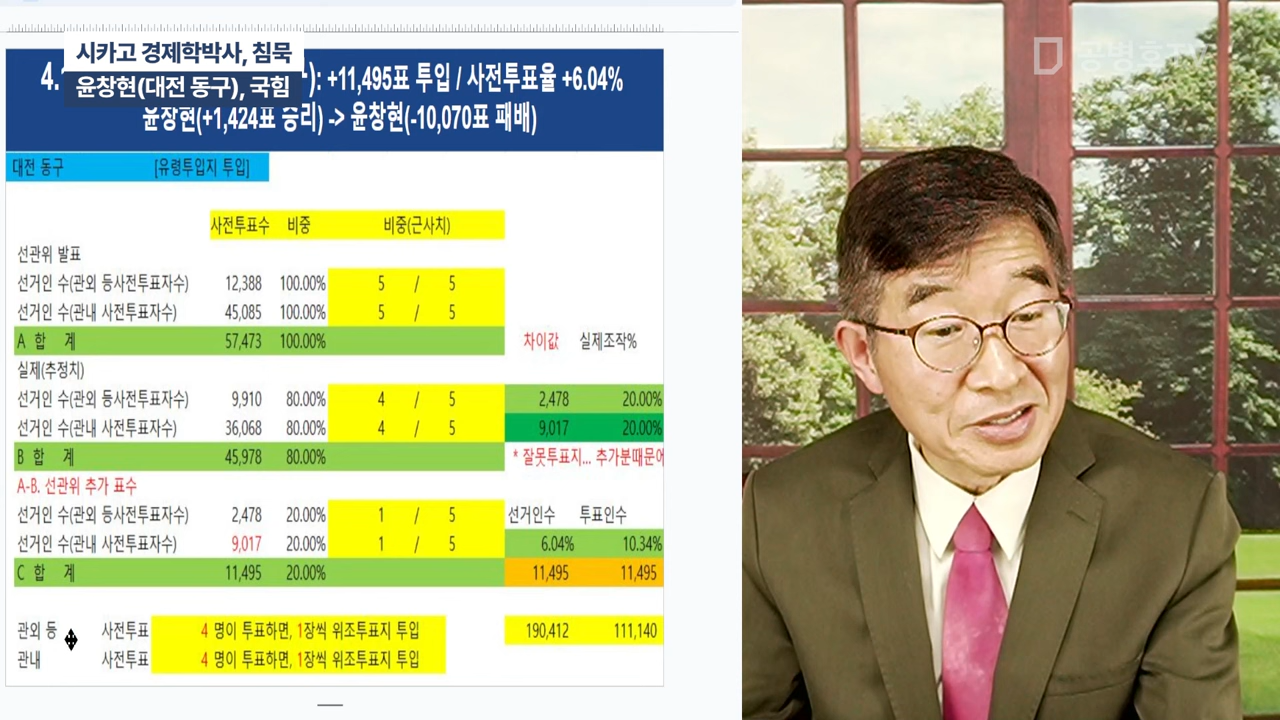 시카고 경제학박사, 침묵
윤창현(대전 동구), 국힘
4.
): +11,495표 투입 / 사전투표율 +6.04%
윤창현(+1,424표 승리) -> 윤창현(-10,070표 패배)
대전 동구 [유령투입지 투입]
사전투표수 비중 비중(근사치)
선관위 발표
선거인 수(관외 등사전투표자수) 12,388 100.00% 5 / 5
선거인 수(관내 사전투표자수) 45,085 100.00% 5 / 5
A 합 계 57,473 100.00% 차이값 실제조작%
실제(추정치)
선거인 수(관외 등사전투표자수) 9,910 80.00% 4 / 5 2,478 20.00%
선거인 수(관내 사전투표자수) 36,068 80.00% 4 / 5 9,017 20.00%
B 합 계 45,978 80.00% * 잘못투표지... 추가분때문에
A-B. 선관위 추가 표수
선거인 수(관외 등사전투표자수) 2,478 20.00% 1 / 5 선거인수 투표인수
선거인 수(관내 사전투표자수) 9,017 20.00% 1 / 5 6.04% 10.34%
C 합 계 11,495 20.00% 11,495 11,495
관외 등 사전투표 4 명이 투표하면, 1장씩 위조투표지 투입 190,412 111,140
관내 사전투표 4 명이 투표하면, 1장씩 위조투표지 투입
공병호